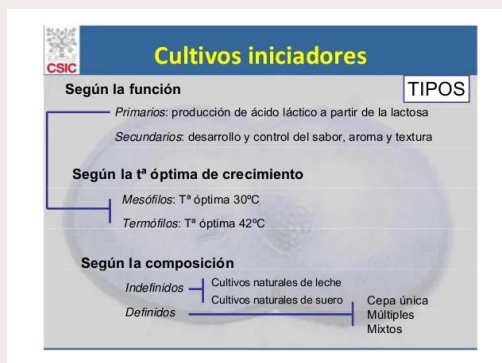 CSIC
Cultivos iniciadores
TIPOS
Según la función
Primarios: producción de ácido láctico a partir de la lactosa
Secundarios: desarrollo y control del sabor, aroma y textura
Según la tª óptima de crecimiento
Mesófilos: Tª óptima 30ºC
Termófilos: Tª óptima 42ºC
Según la composición
Indefinidos
Cultivos naturales de leche
Cultivos naturales de suero
Definidos
Cepa única
Múltiples
Mixtos